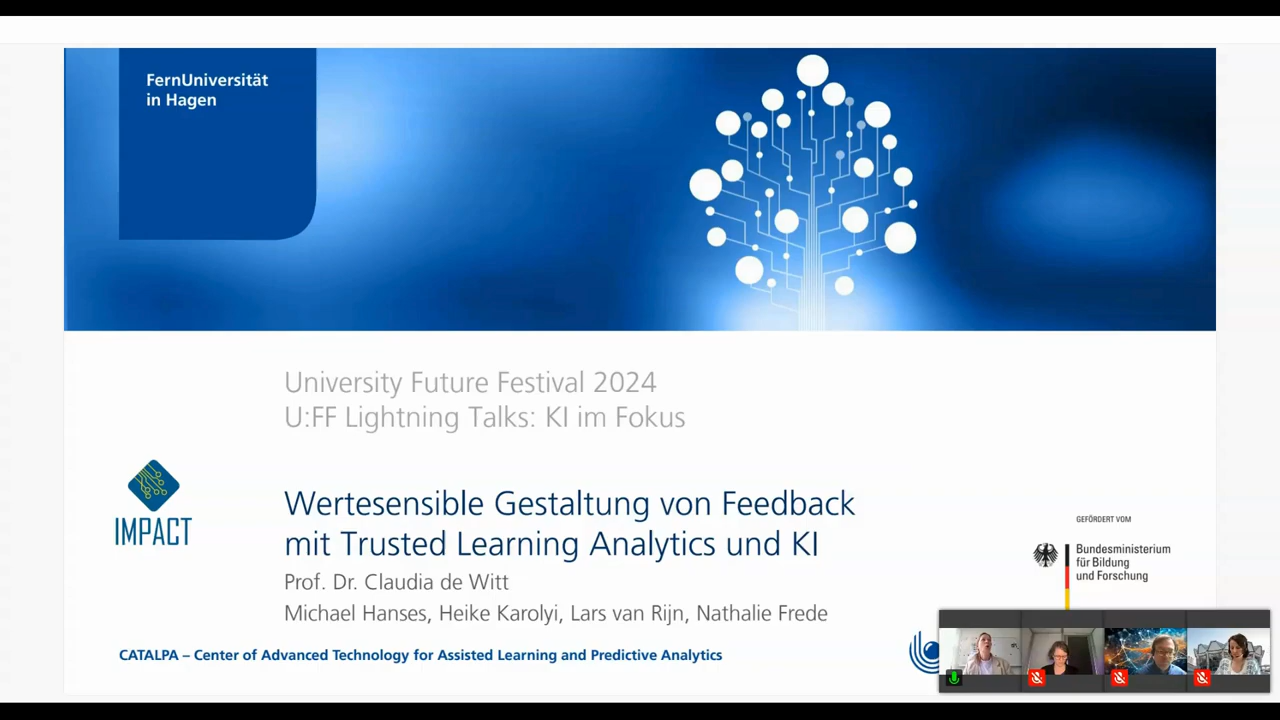 FernUniversität
in Hagen
University Future Festival 2024
U:FF Lightning Talks: KI im Fokus
IMPACT
Wertesensible Gestaltung von Feedback
mit Trusted Learning Analytics und KI
Prof. Dr. Claudia de Witt
Michael Hanses, Heike Karolyi, Lars van Rijn, Nathalie Frede
GEFÖRDERT VOM
Bundesministerium
für Bildung
und Forschung
CATALPA – Center of Advanced Technology for Assisted Learning and Predictive Analytics